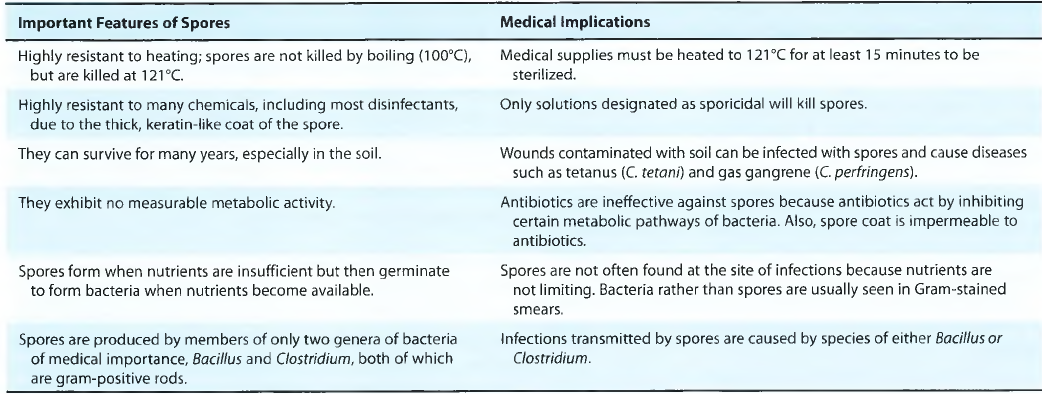 Important Features of Spores
Medical Implications
Highly resistant to heating; spores are not killed by boiling (100°C),
but are killed at 121°C.
Medical supplies must be heated to 121°C for at least 15 minutes to be
sterilized.
Highly resistant to many chemicals, including most disinfectants,
due to the thick, keratin-like coat of the spore.
Only solutions designated as sporicidal will kill spores.
They can survive for many years, especially in the soil.
Wounds contaminated with soil can be infected with spores and cause diseases
such as tetanus (C. tetani) and gas gangrene (C. perfringens).
They exhibit no measurable metabolic activity.
Antibiotics are ineffective against spores because antibiotics act by inhibiting
certain metabolic pathways of bacteria. Also, spore coat is impermeable to
antibiotics.
Spores form when nutrients are insufficient but then germinate
to form bacteria when nutrients become available.
Spores are not often found at the site of infections because nutrients are
not limiting. Bacteria rather than spores are usually seen in Gram-stained
smears.
Spores are produced by members of only two genera of bacteria
of medical importance, Bacillus and Clostridium, both of which
are gram-positive rods.
Infections transmitted by spores are caused by species of either Bacillus or
Clostridium.